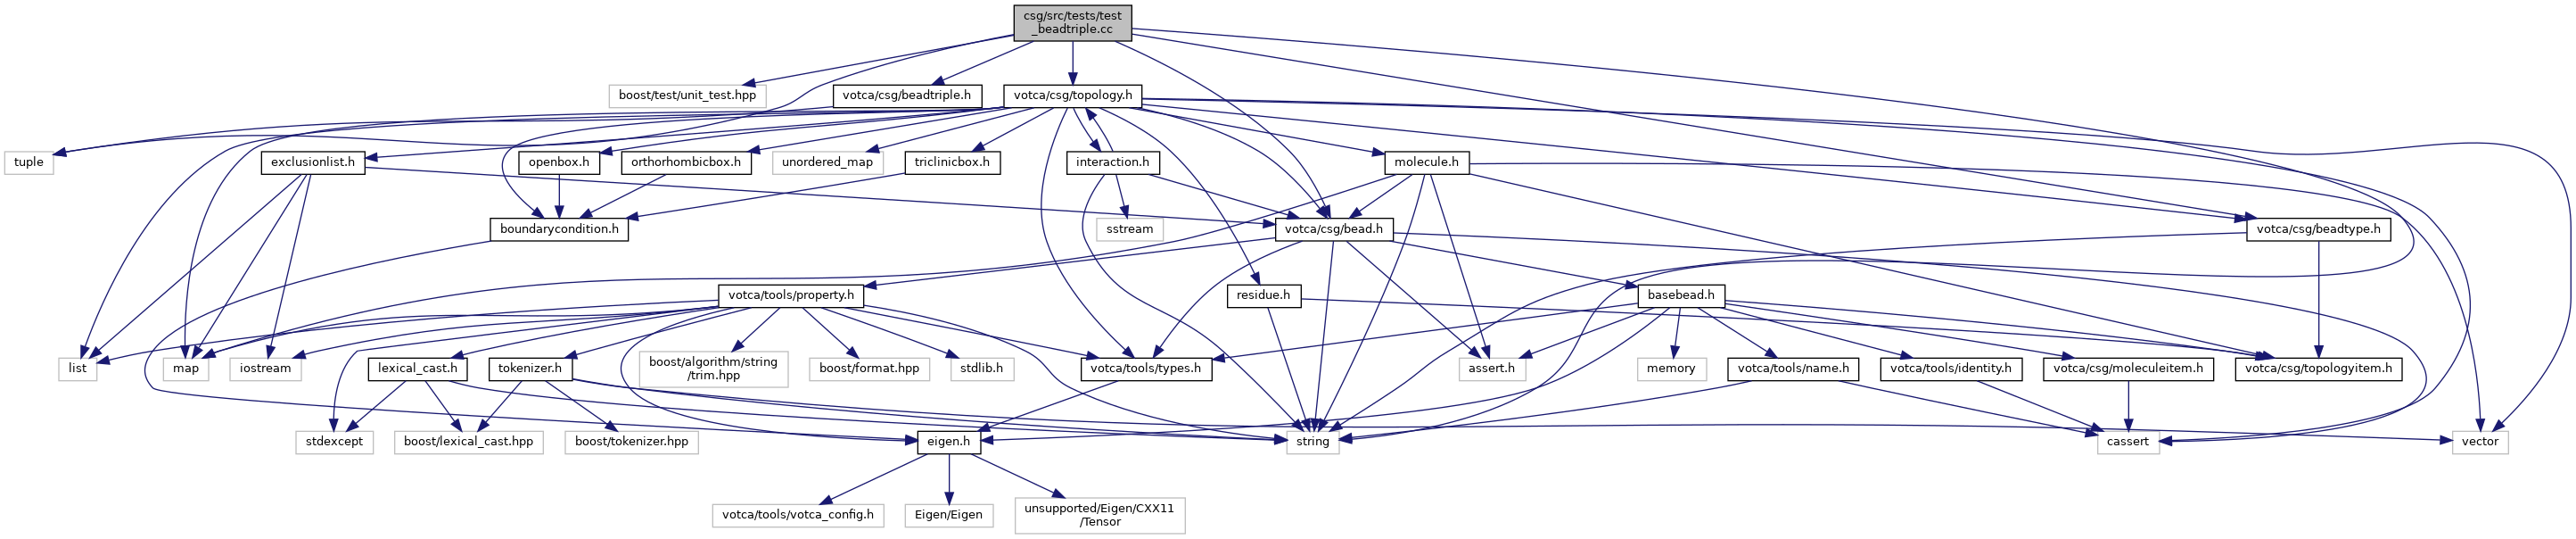 csg/src/tests/test
_beadtriple.cc
boost/test/unit_test.hpp
votca/csg/beadtriple.h
votca/csg/topology.h
tuple
exclusionlist.h
openbox.h
orthorhombicbox.h
unordered_map
triclinicbox.h
interaction.h
molecule.h
boundarycondition.h
sstream
votca/csg/bead.h
votca/csg/beadtype.h
votca/tools/property.h
residue.h
basebead.h
list
map
iostream
lexical_cast.h
tokenizer.h
boost/algorithm/string
/trim.hpp
boost/format.hpp
stdlib.h
votca/tools/types.h
assert.h
memory
votca/tools/name.h
votca/tools/identity.h
votca/csg/moleculeitem.h
votca/csg/topologyitem.h
stdexcept
boost/lexical_cast.hpp
boost/tokenizer.hpp
eigen.h
string
cassert
vector
votca/tools/votca_config.h
Eigen/Eigen
unsupported/Eigen/CXX11
/Tensor